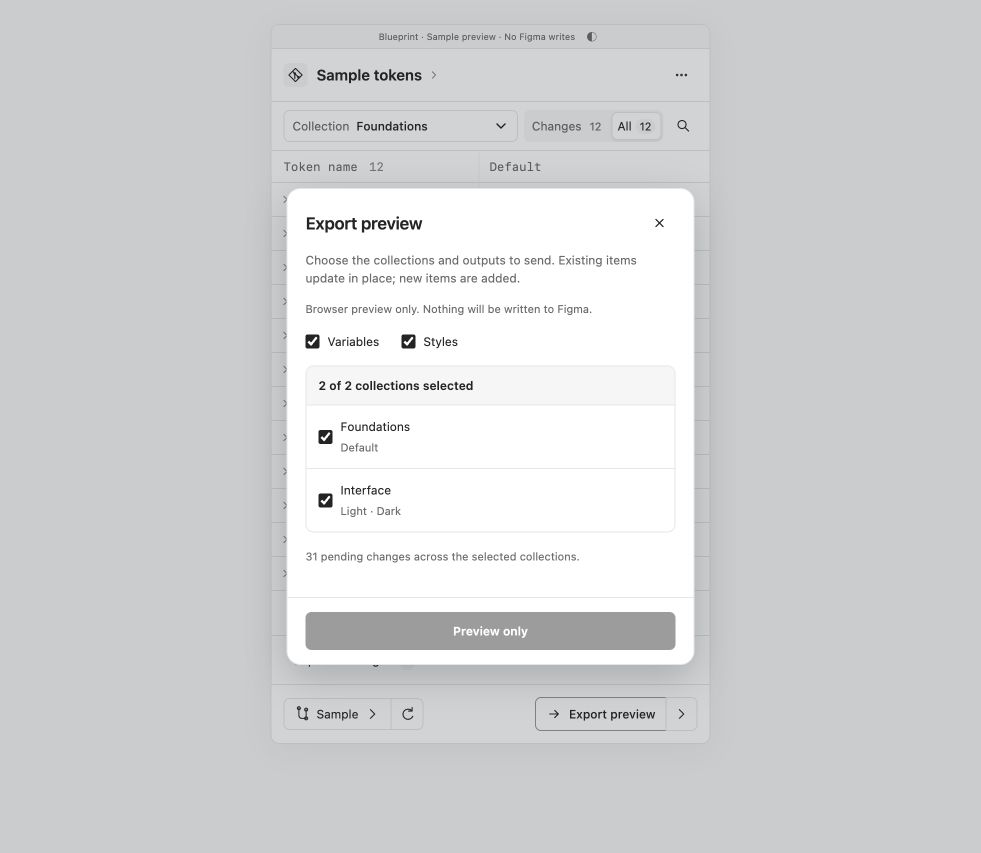 Blueprint · Sample preview · No Figma writes
Sample tokens
Collection Foundations
Changes 12
All 12
Token name 12
Default
Export preview
Choose the collections and outputs to send. Existing items
update in place; new items are added.
Browser preview only. Nothing will be written to Figma.
Variables
Styles
2 of 2 collections selected
Foundations
Default
Interface
Light · Dark
31 pending changes across the selected collections.
Preview only
Sample
Export preview